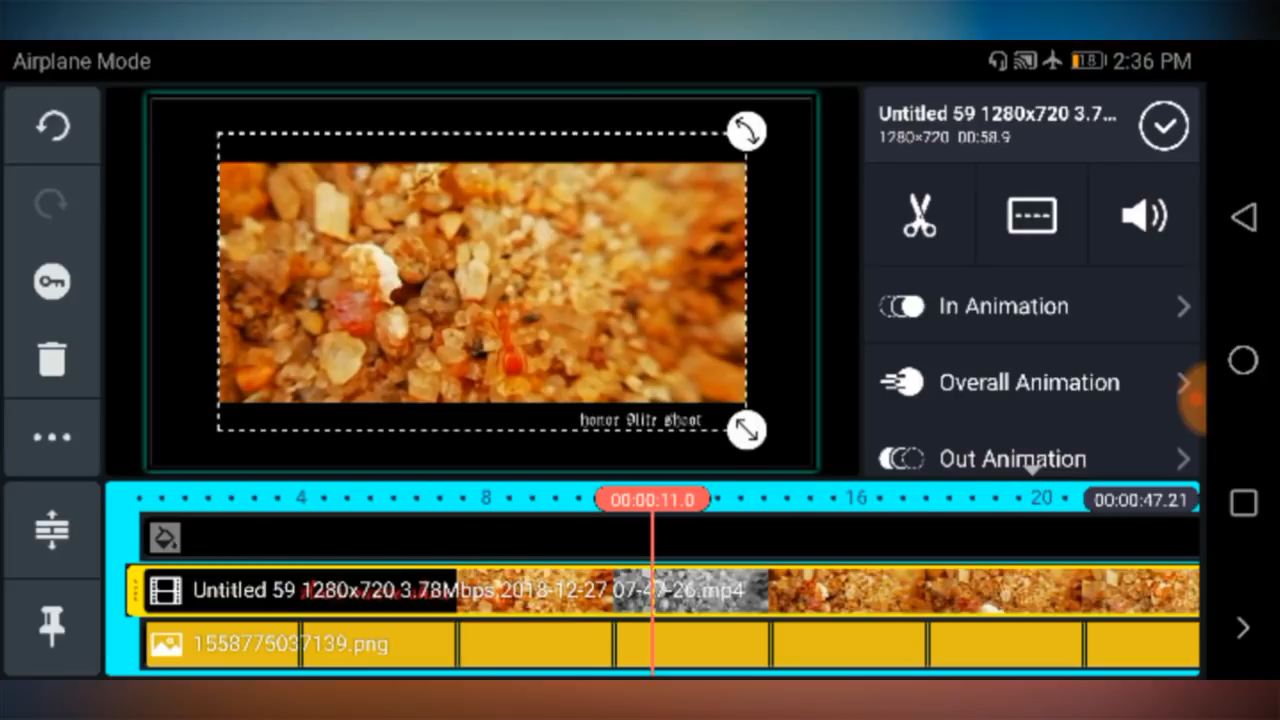 Airplane Mode
18 2:36 PM
Untitled 59 1280x720 3.7...
1280×720 00:58.9
In Animation
Overall Animation
honor 9lite shoot
Out Animation
4 8 00:00:11.0 16 20 00:00:47.21
Untitled 59 1280x720 3.78Mbps 2018-12-27 07-47-26.mp4
1558775037139.png